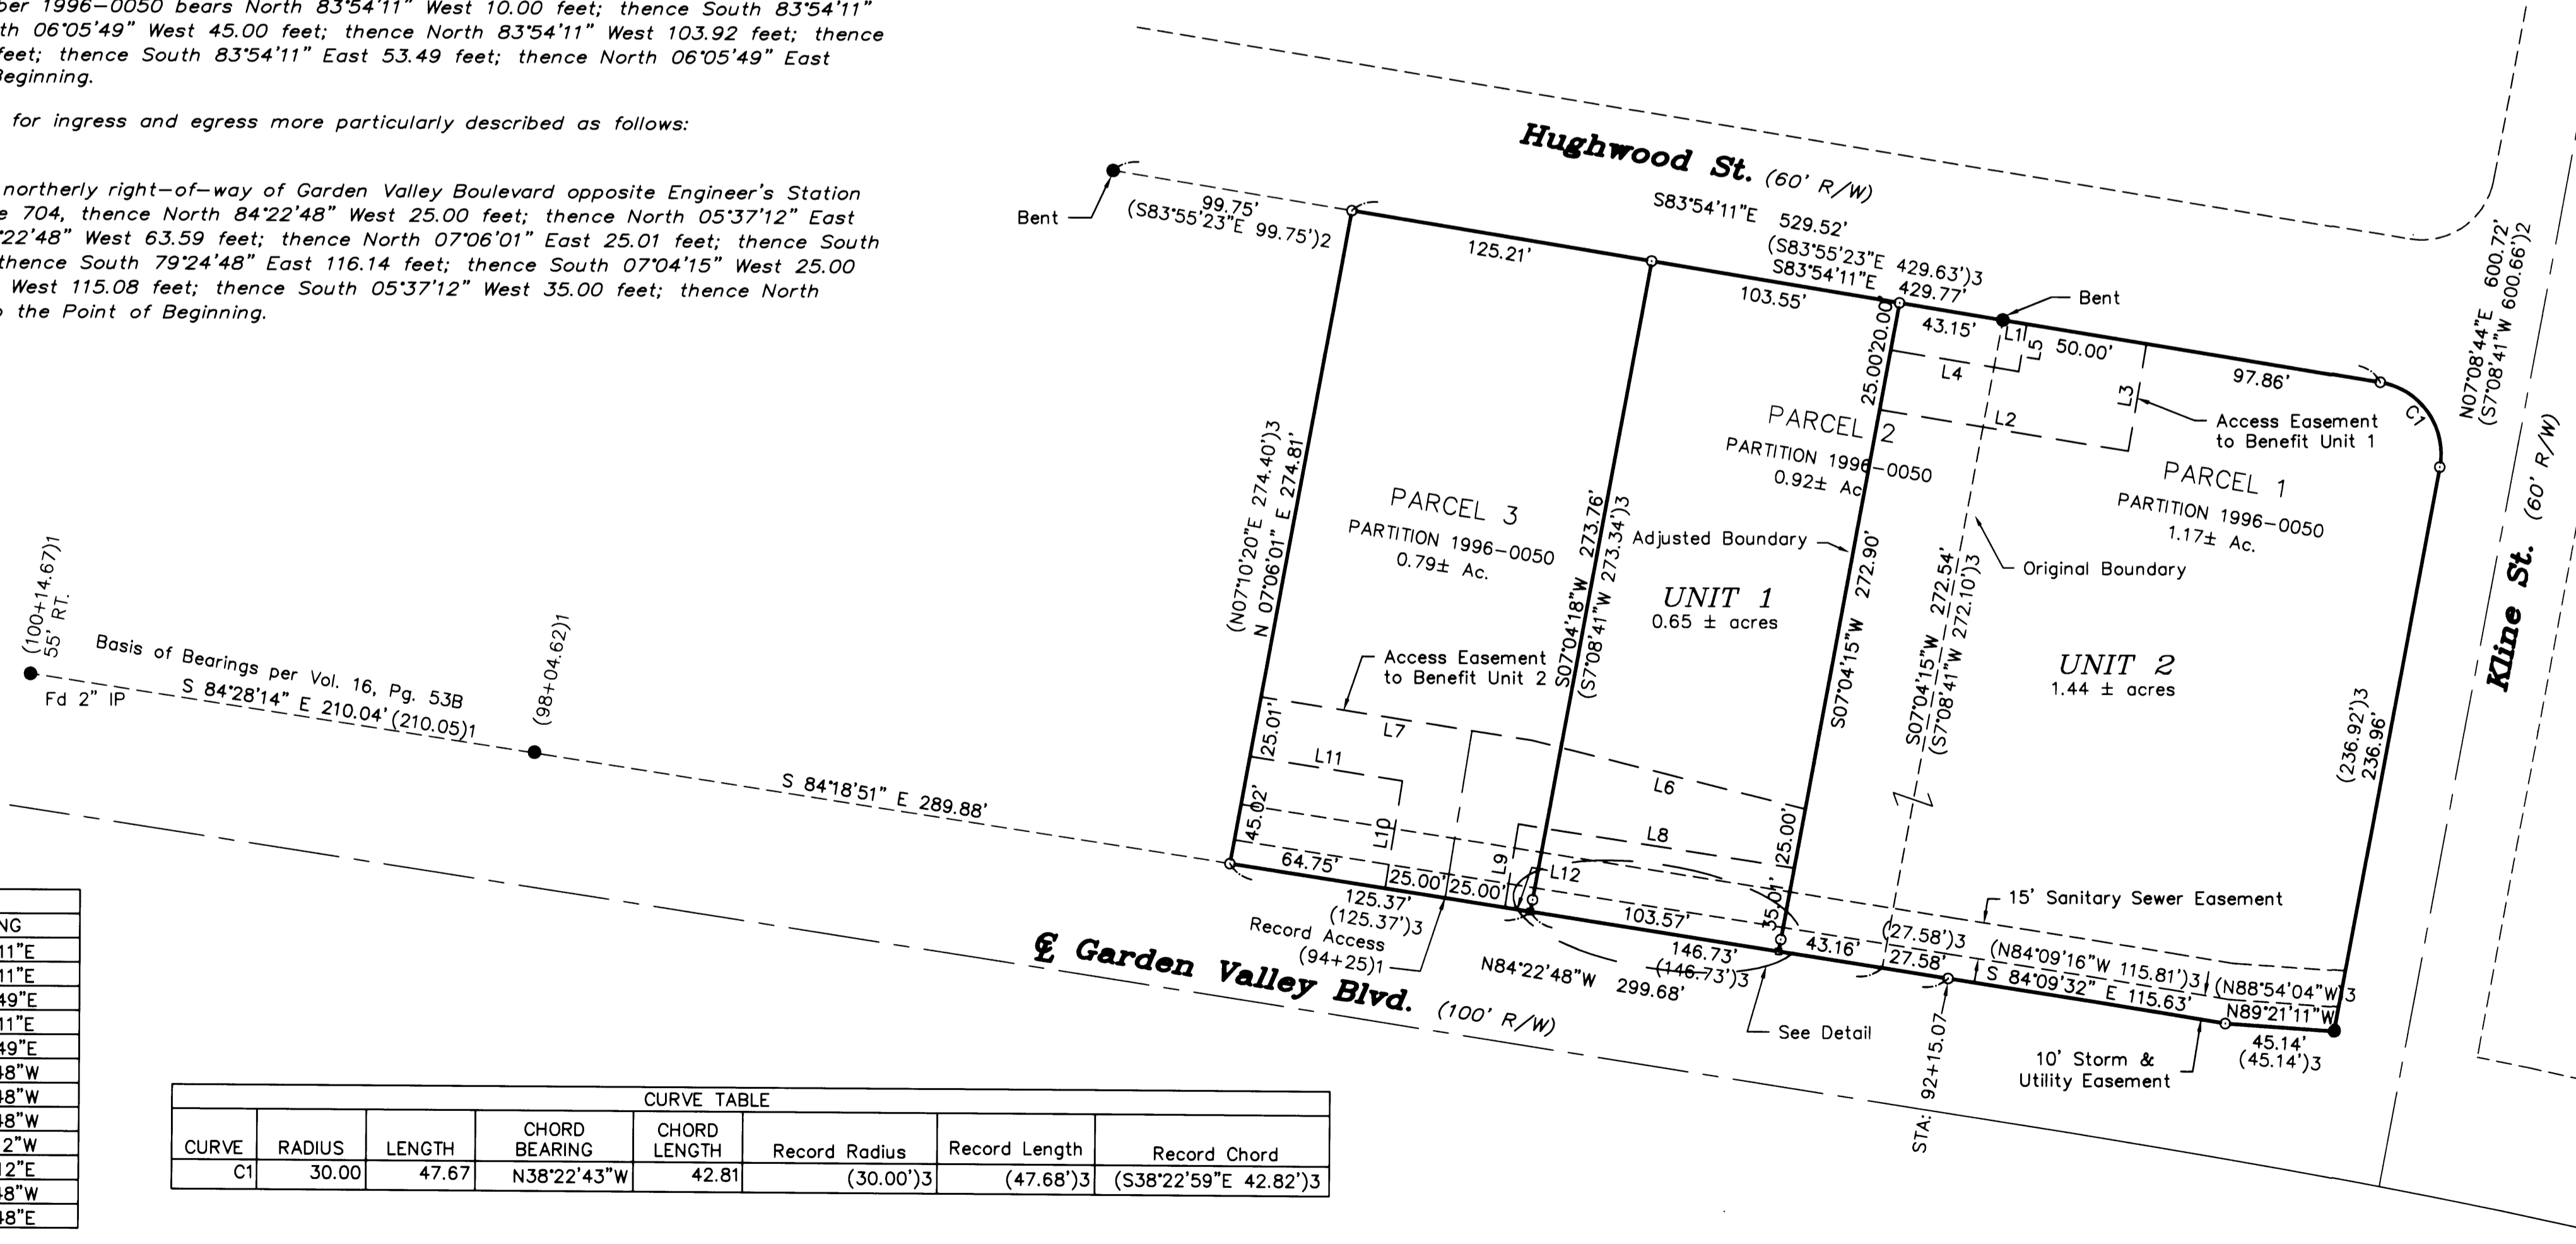 ber 1996-0050 bears North 83°54'11" West 10.00 feet; thence South 83°54'11"
th 06°05'49" West 45.00 feet; thence North 83°54'11" West 103.92 feet; thence
feet; thence South 83°54'11" East 53.49 feet; thence North 06°05'49" East
Beginning.
for ingress and egress more particularly described as follows:
northerly right-of-way of Garden Valley Boulevard opposite Engineer's Station
e 704, thence North 84°22'48" West 25.00 feet; thence North 05°37'12" East
°22'48" West 63.59 feet; thence North 07°06'01" East 25.01 feet; thence South
thence South 79°24'48" East 116.14 feet; thence South 07°04'15" West 25.00
West 115.08 feet; thence South 05°37'12" West 35.00 feet; thence North
the Point of Beginning.
Hughwood St. (60' R/W)
S83°54'11"E 529.52'
(S83°55'23"E 429.63')3
S83°54'11"E 429.77'
Bent
99.75'
(S83°55'23"E 99.75')2
125.21'
103.55'
43.15'
Bent
L1
L5
50.00'
97.86'
C1
20.00'
25.00'
L4
L2
L3
Access Easement
to Benefit Unit 1
N07°08'44"E 600.72'
(S7°08'41"W 600.66')2
Kline St. (60' R/W)
PARCEL 3
PARTITION 1996-0050
0.79± Ac.
PARCEL 2
PARTITION 1996-0050
0.92± Ac
PARCEL 1
PARTITION 1996-0050
1.17± Ac.
(N07°10'20"E 274.40')3
N 07°06'01" E 274.81'
S07°04'18"W 273.76'
(S7°08'41"W 273.34')3
Adjusted Boundary
S07°04'15"W 272.90'
S07°04'15"W 272.54'
(S7°08'41"W 272.10')3
Original Boundary
UNIT 1
0.65 ± acres
UNIT 2
1.44 ± acres
(236.92')3
236.96'
(100+14.67)1
55' RT.
Basis of Bearings per Vol. 16, Pg. 53B
S 84°28'14" E 210.04' (210.05)1
Fd 2" IP
(98+04.62)1
S 84°18'51" E 289.88'
Access Easement
to Benefit Unit 2
25.01'
L7
L11
L6
L10
L8
L9
L12
45.02'
25.00'
35.01'
64.75'
25.00'
25.00'
125.37'
(125.37')3
Record Access
(94+25)1
103.57'
146.73'
(146.73')3
43.16'
(27.58')3
27.58'
N84°22'48"W 299.68'
See Detail
15' Sanitary Sewer Easement
(N84°09'16"W 115.81')3
S 84°09'32" E 115.63'
(N88°54'04"W)3
N89°21'11"W
45.14'
(45.14')3
10' Storm &
Utility Easement
STA: 92+15.07
℄ Garden Valley Blvd. (100' R/W)
NG
11"E
11"E
49"E
11"E
49"E
48"W
48"W
48"W
2"W
12"E
48"W
48"E
CURVE TABLE
CURVE RADIUS LENGTH CHORD BEARING CHORD LENGTH Record Radius Record Length Record Chord
C1 30.00 47.67 N38°22'43"W 42.81 (30.00')3 (47.68')3 (S38°22'59"E 42.82')3